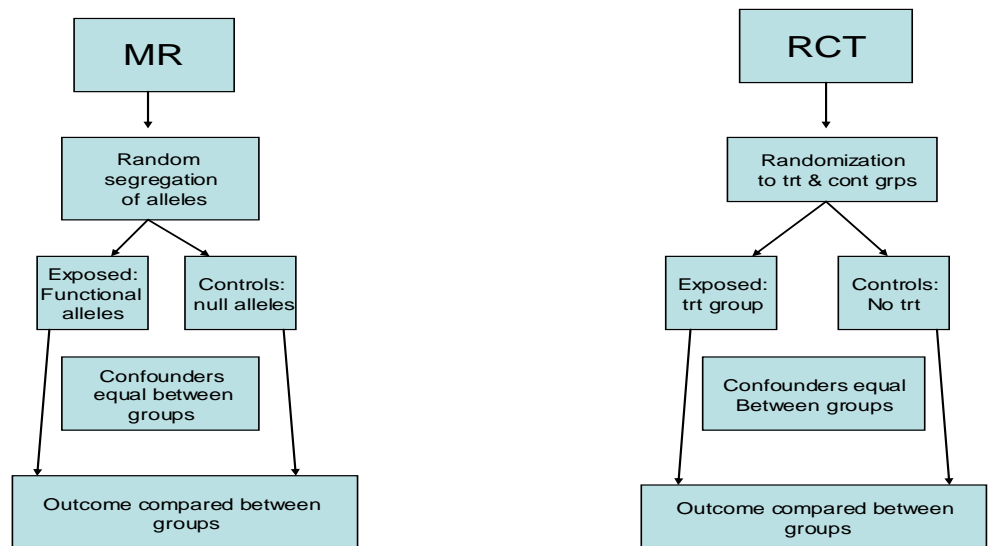 MR
Random
segregation
of alleles
Exposed:
Functional
alleles
Controls:
null alleles
Confounders
equal between
groups
Outcome compared between
groups
RCT
Randomization
to trt & cont grps
Exposed:
trt group
Controls:
No trt
Confounders equal
Between groups
Outcome compared between
groups